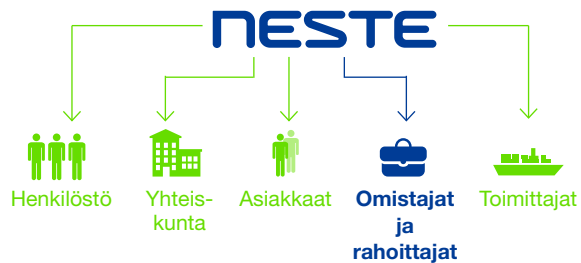 NESTE
Henkilöstö
Yhteis-
kunta
Asiakkaat
Omistajat
ja
rahoittajat
Toimittajat